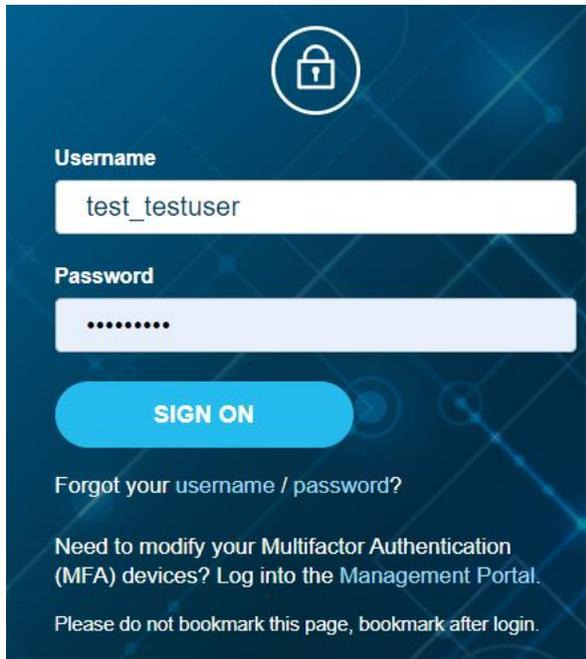 Username
test_testuser
Password
•••••••••
SIGN ON
Forgot your username / password?
Need to modify your Multifactor Authentication
(MFA) devices? Log into the Management Portal.
Please do not bookmark this page, bookmark after login.